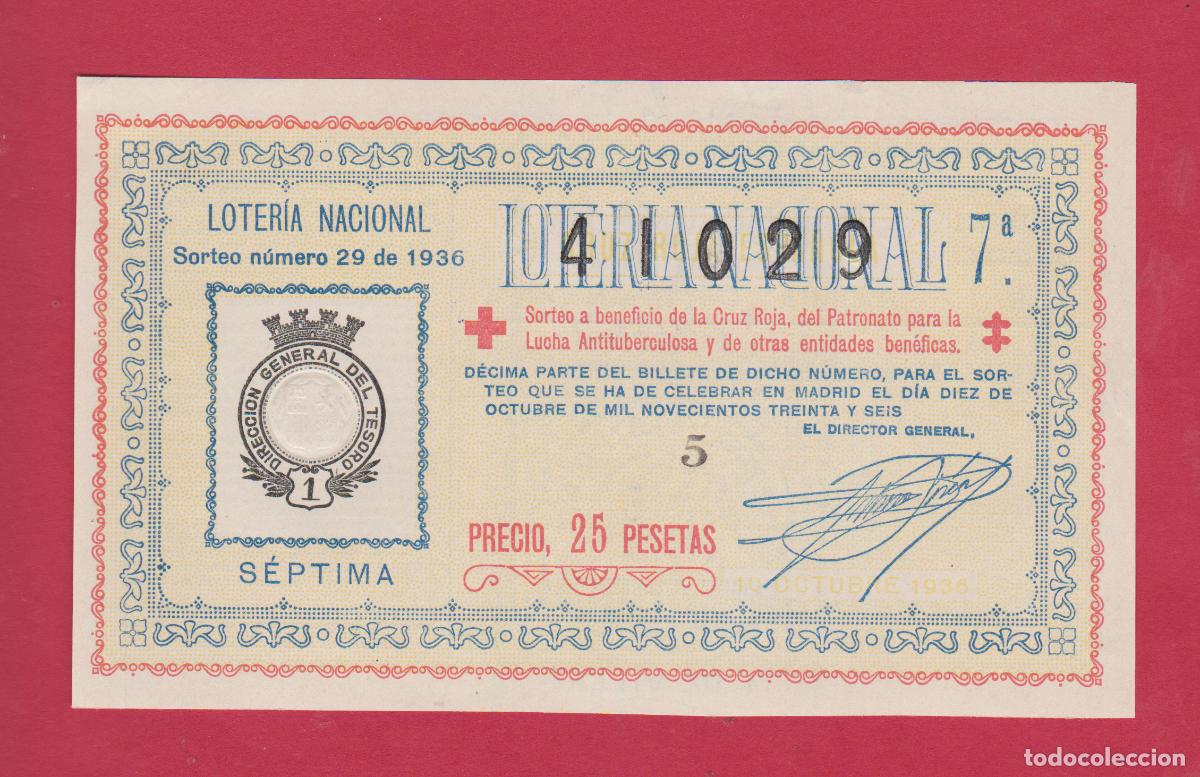 LOTERÍA NACIONAL
Sorteo número 29 de 1936
LOTERIA NACIONAL
41029
7ª.
Sorteo a beneficio de la Cruz Roja, del Patronato para la
Lucha Antituberculosa y de otras entidades benéficas.
DÉCIMA PARTE DEL BILLETE DE DICHO NÚMERO, PARA EL SOR-
TEO QUE SE HA DE CELEBRAR EN MADRID EL DÍA DIEZ DE
OCTUBRE DE MIL NOVECIENTOS TREINTA Y SEIS
EL DIRECTOR GENERAL,
5
DIRECCION GENERAL DEL TESORO
1
SÉPTIMA
PRECIO, 25 PESETAS
10 OCTUBRE 1936
todocoleccion